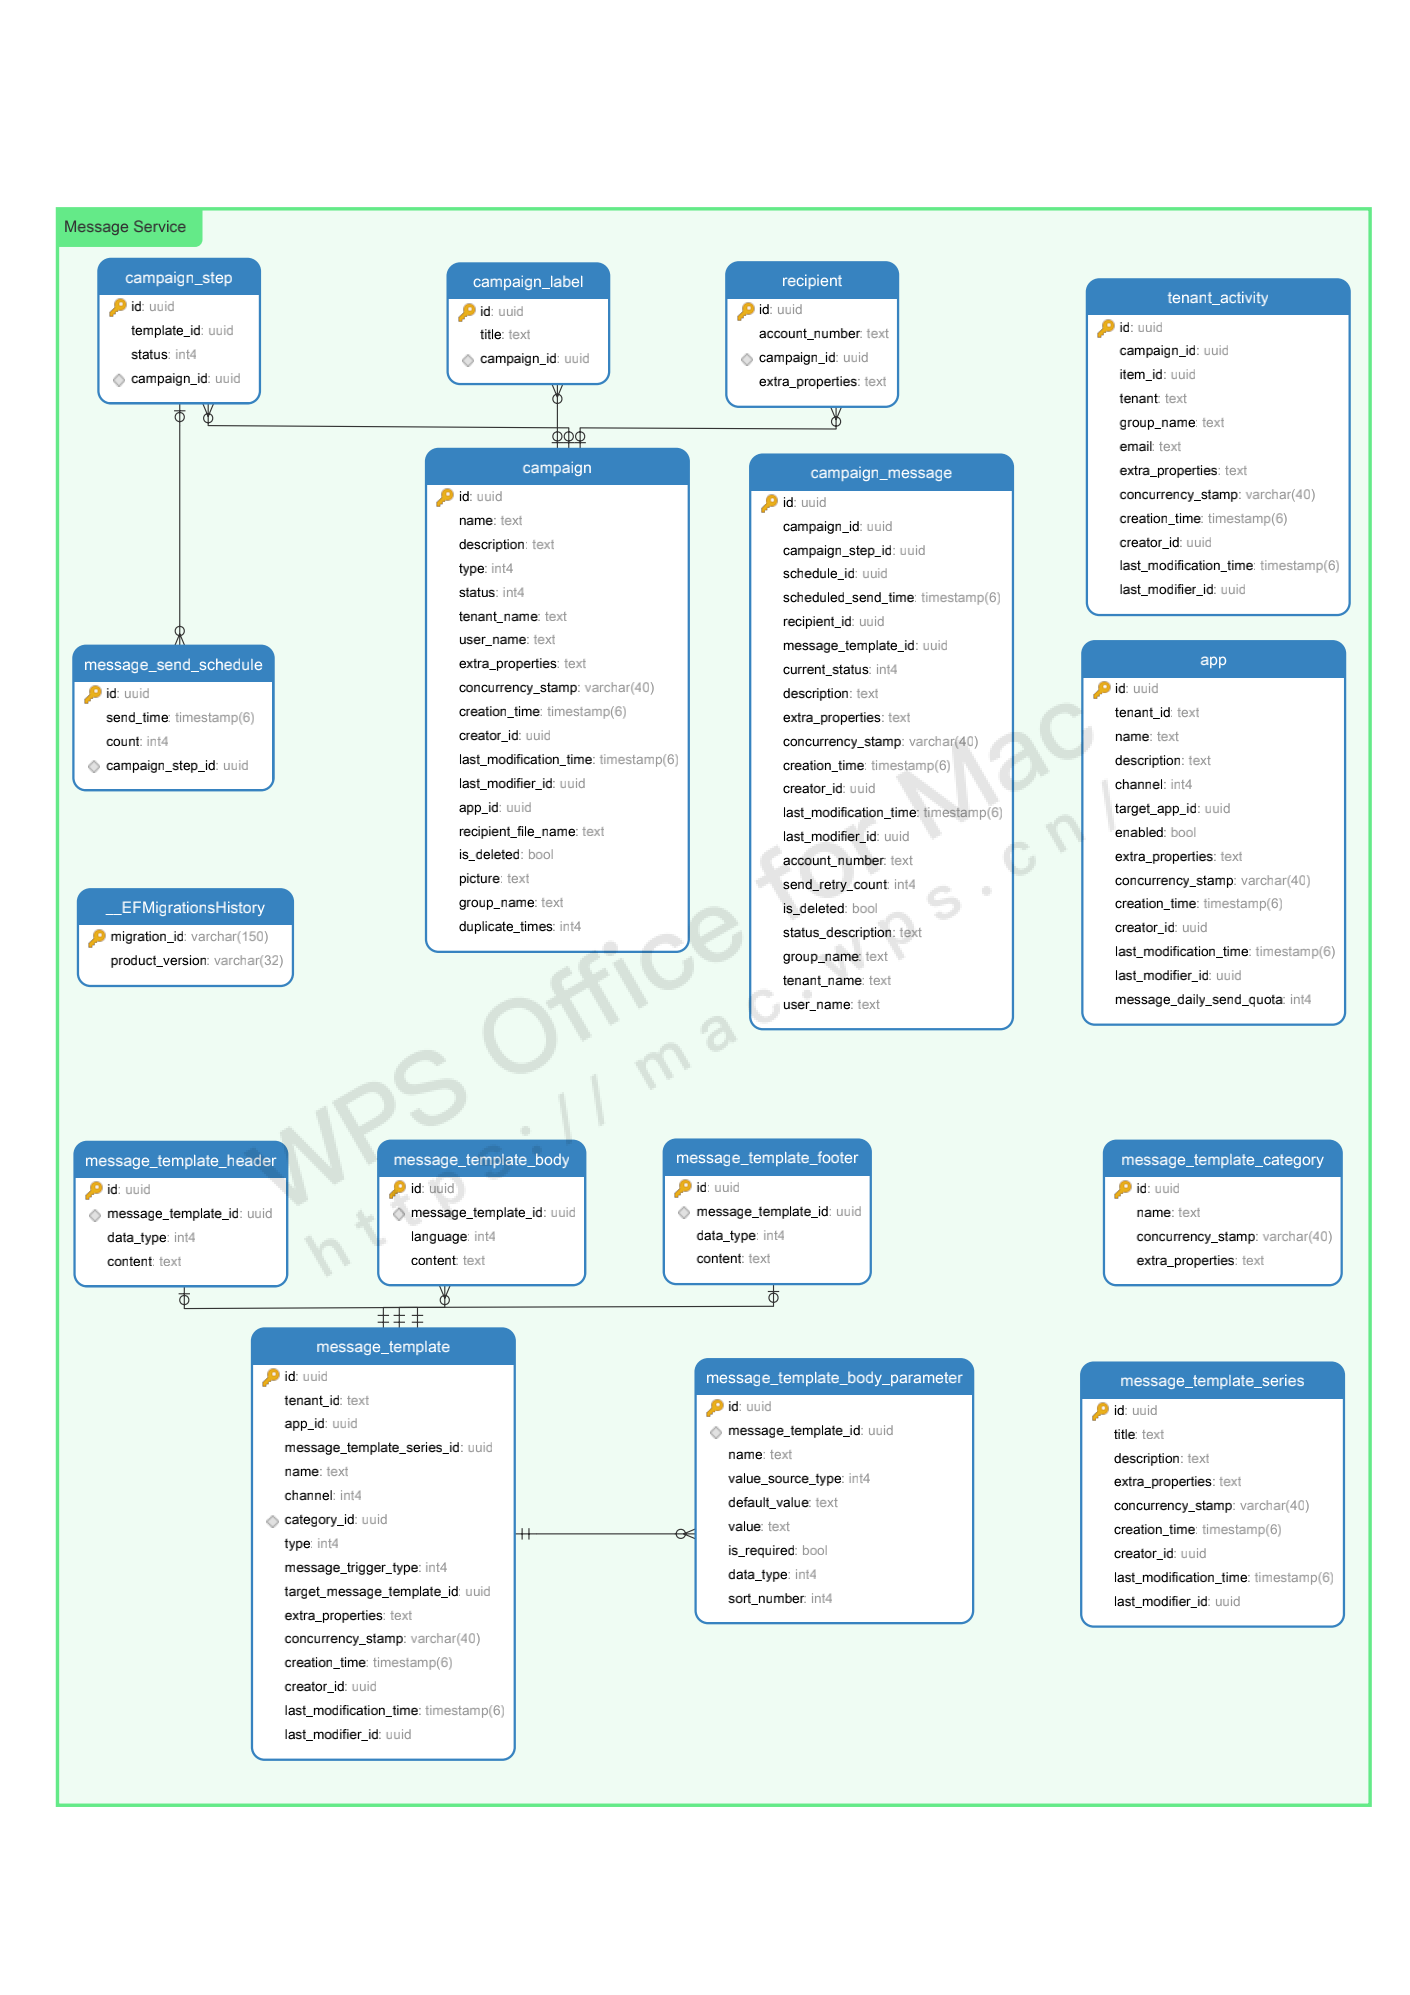 Message Service
campaign_step
id: uuid
template_id: uuid
status: int4
campaign_id: uuid
campaign_label
id: uuid
title: text
campaign_id: uuid
recipient
id: uuid
account_number: text
campaign_id: uuid
extra_properties: text
tenant_activity
id: uuid
campaign_id: uuid
item_id: uuid
tenant: text
group_name: text
email: text
extra_properties: text
concurrency_stamp: varchar(40)
creation_time: timestamp(6)
creator_id: uuid
last_modification_time: timestamp(6)
last_modifier_id: uuid
campaign
id: uuid
name: text
description: text
type: int4
status: int4
tenant_name: text
user_name: text
extra_properties: text
concurrency_stamp: varchar(40)
creation_time: timestamp(6)
creator_id: uuid
last_modification_time: timestamp(6)
last_modifier_id: uuid
app_id: uuid
recipient_file_name: text
is_deleted: bool
picture: text
group_name: text
duplicate_times: int4
campaign_message
id: uuid
campaign_id: uuid
campaign_step_id: uuid
schedule_id: uuid
scheduled_send_time: timestamp(6)
recipient_id: uuid
message_template_id: uuid
current_status: int4
description: text
extra_properties: text
concurrency_stamp: varchar(40)
creation_time: timestamp(6)
creator_id: uuid
last_modification_time: timestamp(6)
last_modifier_id: uuid
account_number: text
send_retry_count: int4
is_deleted: bool
status_description: text
group_name: text
tenant_name: text
user_name: text
message_send_schedule
id: uuid
send_time: timestamp(6)
count: int4
campaign_step_id: uuid
app
id: uuid
tenant_id: text
name: text
description: text
channel: int4
target_app_id: uuid
enabled: bool
extra_properties: text
concurrency_stamp: varchar(40)
creation_time: timestamp(6)
creator_id: uuid
last_modification_time: timestamp(6)
last_modifier_id: uuid
message_daily_send_quota: int4
__EFMigrationsHistory
migration_id: varchar(150)
product_version: varchar(32)
WPS Office for Mac
https://mac.wps.cn/
message_template_header
id: uuid
message_template_id: uuid
data_type: int4
content: text
message_template_body
id: uuid
message_template_id: uuid
language: int4
content: text
message_template_footer
id: uuid
message_template_id: uuid
data_type: int4
content: text
message_template_category
id: uuid
name: text
concurrency_stamp: varchar(40)
extra_properties: text
message_template
id: uuid
tenant_id: text
app_id: uuid
message_template_series_id: uuid
name: text
channel: int4
category_id: uuid
type: int4
message_trigger_type: int4
target_message_template_id: uuid
extra_properties: text
concurrency_stamp: varchar(40)
creation_time: timestamp(6)
creator_id: uuid
last_modification_time: timestamp(6)
last_modifier_id: uuid
message_template_body_parameter
id: uuid
message_template_id: uuid
name: text
value_source_type: int4
default_value: text
value: text
is_required: bool
data_type: int4
sort_number: int4
message_template_series
id: uuid
title: text
description: text
extra_properties: text
concurrency_stamp: varchar(40)
creation_time: timestamp(6)
creator_id: uuid
last_modification_time: timestamp(6)
last_modifier_id: uuid